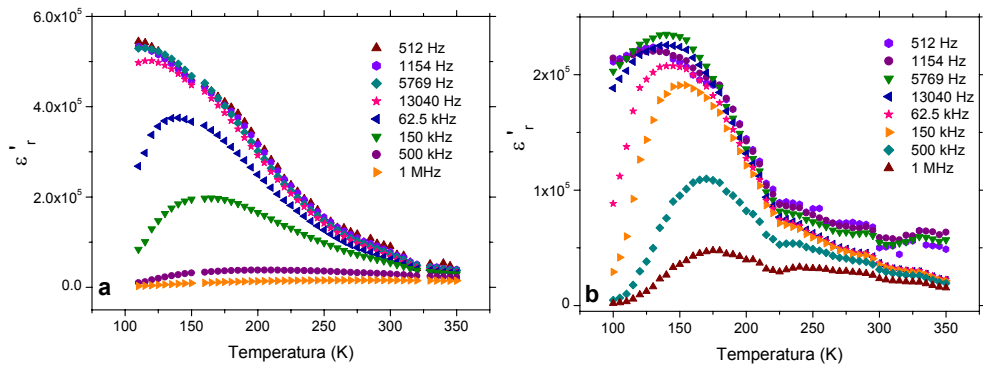 6.0x10⁵
4.0x10⁵
2.0x10⁵
0.0
ε'r
512 Hz
1154 Hz
5769 Hz
13040 Hz
62.5 kHz
150 kHz
500 kHz
1 MHz
a
100 150 200 250 300 350
Temperatura (K)
2x10⁵
1x10⁵
0
ε'r
512 Hz
1154 Hz
5769 Hz
13040 Hz
62.5 kHz
150 kHz
500 kHz
1 MHz
b
100 150 200 250 300 350
Temperatura (K)